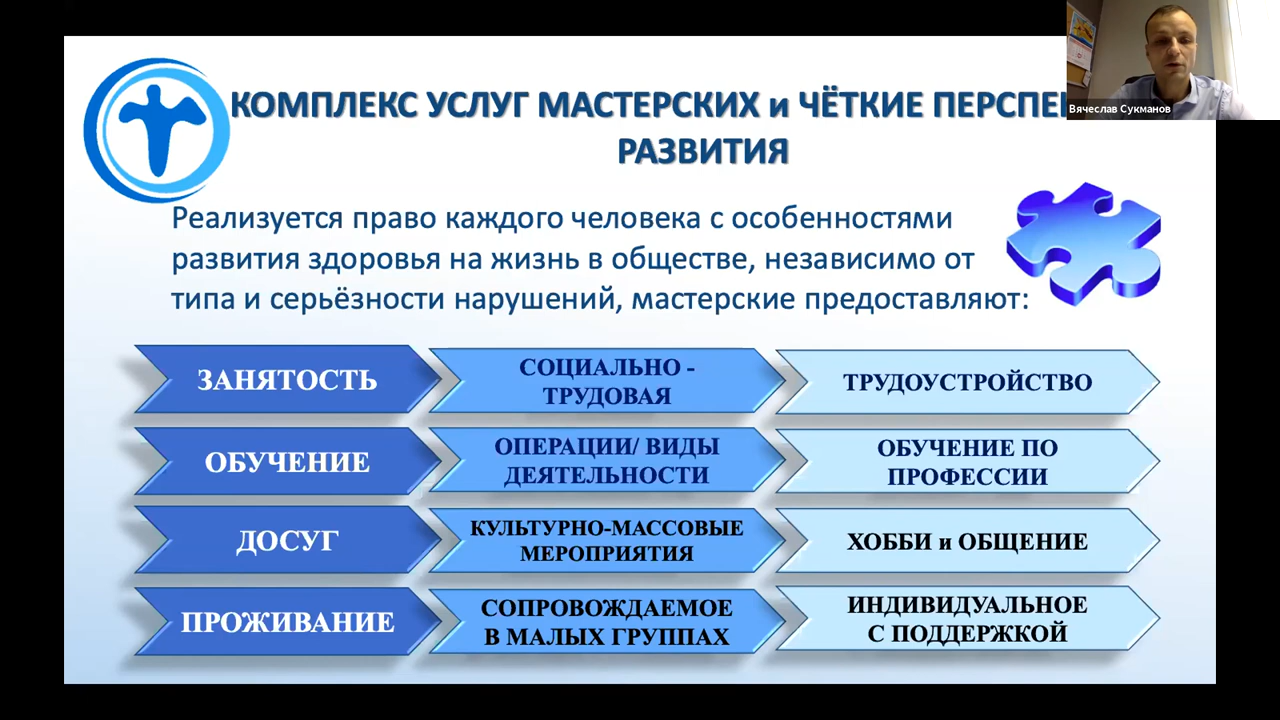 КОМПЛЕКС УСЛУГ МАСТЕРСКИХ и ЧЁТКИЕ
РАЗВИТИЯ
Вячеслав Сукманов
Реализуется право каждого человека с особенностями
развития здоровья на жизнь в обществе, независимо от
типа и серьёзности нарушений, мастерские предоставляют:
ЗАНЯТОСТЬ
СОЦИАЛЬНО -
ТРУДОВАЯ
ТРУДОУСТРОЙСТВО
ОБУЧЕНИЕ
ОПЕРАЦИИ/ ВИДЫ
ДЕЯТЕЛЬНОСТИ
ОБУЧЕНИЕ ПО
ПРОФЕССИИ
ДОСУГ
КУЛЬТУРНО-МАССОВЫЕ
МЕРОПРИЯТИЯ
ХОББИ и ОБЩЕНИЕ
ПРОЖИВАНИЕ
СОПРОВОЖДАЕМОЕ
В МАЛЫХ ГРУППАХ
ИНДИВИДУАЛЬНОЕ
С ПОДДЕРЖКОЙ